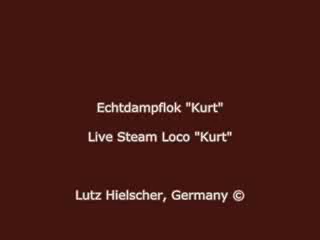 Echtdampflok "Kurt"
Live Steam Loco "Kurt"
Lutz Hielscher, Germany ©